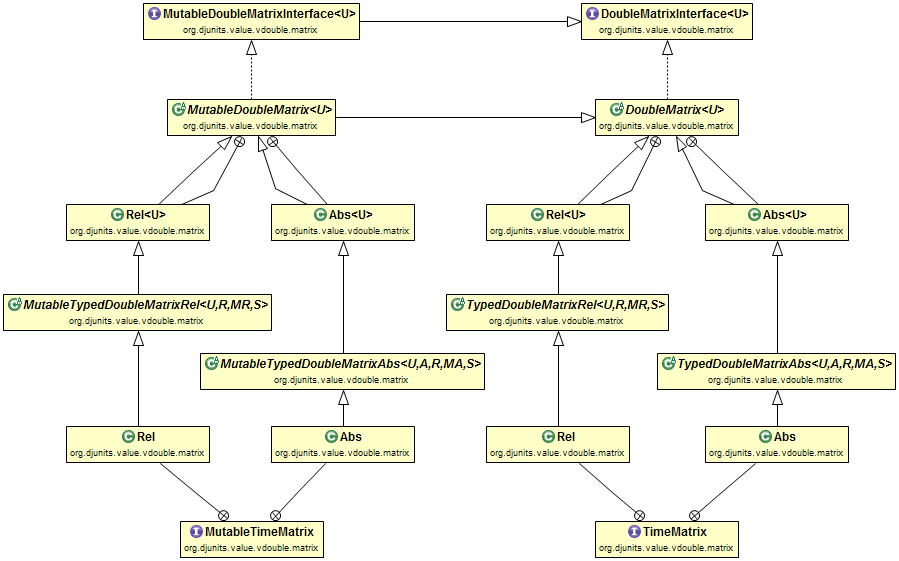 MutableDoubleMatrixInterface<U>
org.djunits.value.vdouble.matrix
DoubleMatrixInterface<U>
org.djunits.value.vdouble.matrix
MutableDoubleMatrix<U>
org.djunits.value.vdouble.matrix
DoubleMatrix<U>
org.djunits.value.vdouble.matrix
Rel<U>
org.djunits.value.vdouble.matrix
Abs<U>
org.djunits.value.vdouble.matrix
Rel<U>
org.djunits.value.vdouble.matrix
Abs<U>
org.djunits.value.vdouble.matrix
MutableTypedDoubleMatrixRel<U,R,MR,S>
org.djunits.value.vdouble.matrix
TypedDoubleMatrixRel<U,R,MR,S>
org.djunits.value.vdouble.matrix
MutableTypedDoubleMatrixAbs<U,A,R,MA,S>
org.djunits.value.vdouble.matrix
TypedDoubleMatrixAbs<U,A,R,MA,S>
org.djunits.value.vdouble.matrix
Rel
org.djunits.value.vdouble.matrix
Abs
org.djunits.value.vdouble.matrix
Rel
org.djunits.value.vdouble.matrix
Abs
org.djunits.value.vdouble.matrix
MutableTimeMatrix
org.djunits.value.vdouble.matrix
TimeMatrix
org.djunits.value.vdouble.matrix